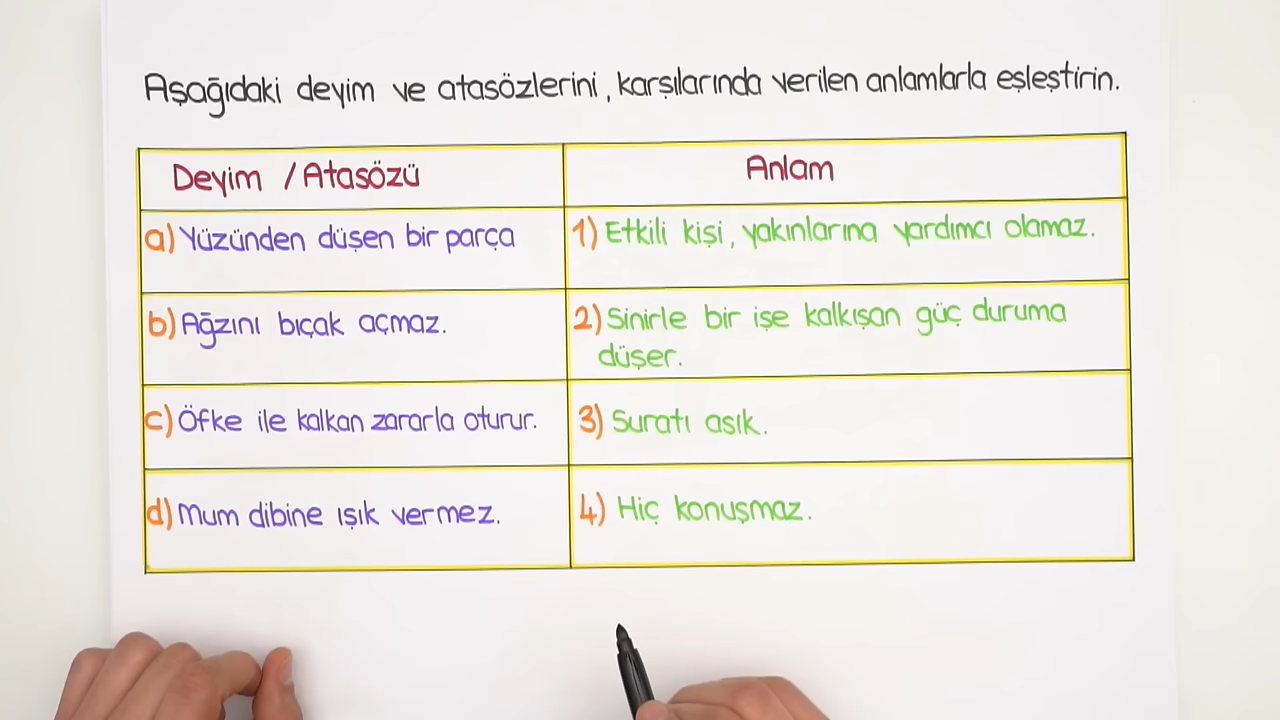 Aşağıdaki deyim ve atasözlerini, karşılarında verilen anlamlarla eşleştirin.
Deyim / Atasözü
Anlam
a) Yüzünden düşen bir parça
1) Etkili kişi, yakınlarına yardımcı olamaz.
b) Ağzını bıçak açmaz.
2) Sinirle bir işe kalkışan güç duruma
düşer.
c) Öfke ile kalkan zararla oturur.
3) Suratı asık.
d) Mum dibine ışık vermez.
4) Hiç konuşmaz.